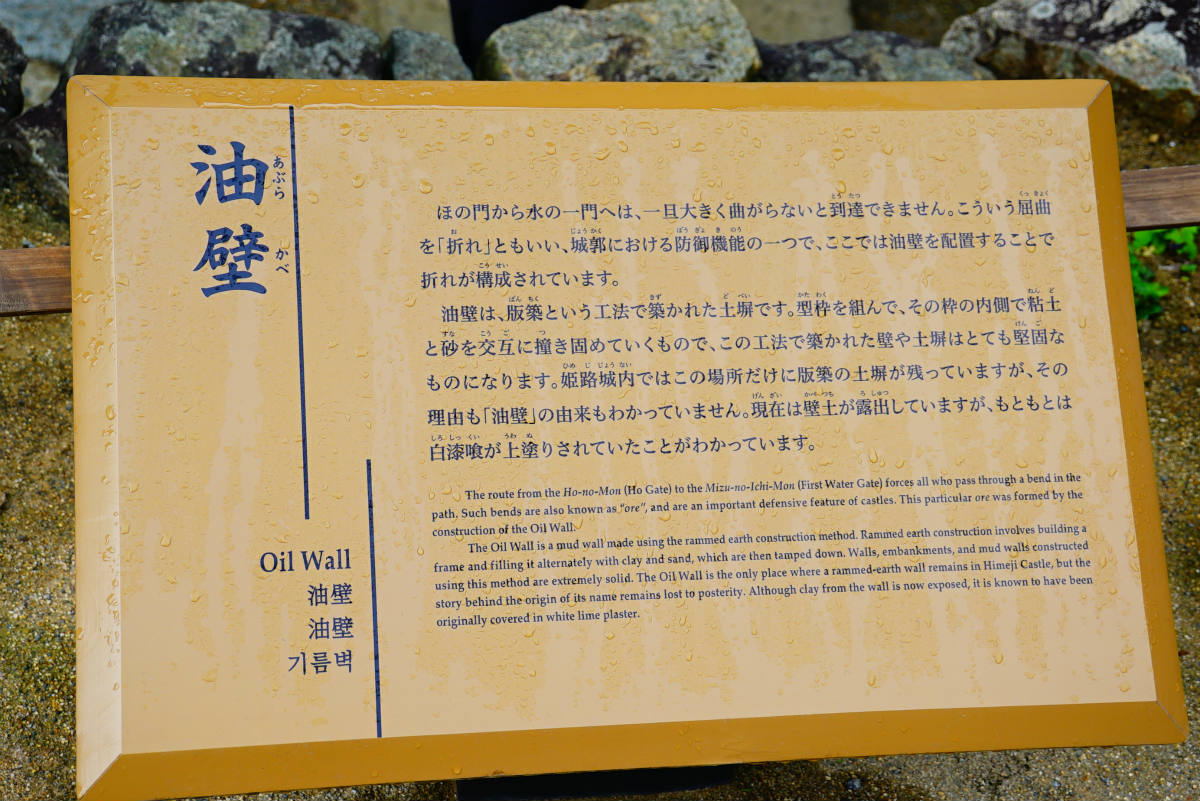 油壁
あぶら かべ
ほの門から水の一門へは、一旦大きく曲がらないと到達できません。こういう屈曲
を「折れ」ともいい、城郭における防御機能の一つで、ここでは油壁を配置することで
折れが構成されています。
油壁は、版築という工法で築かれた土塀です。型枠を組んで、その枠の内側で粘土
と砂を交互に撞き固めていくもので、この工法で築かれた壁や土塀はとても堅固な
ものになります。姫路城内ではこの場所だけに版築の土塀が残っていますが、その
理由も「油壁」の由来もわかっていません。現在は壁土が露出していますが、もともとは
白漆喰が上塗りされていたことがわかっています。
The route from the Ho-no-Mon (Ho Gate) to the Mizu-no-Ichi-Mon (First Water Gate) forces all who pass through a bend in the
path. Such bends are also known as "ore", and are an important defensive feature of castles. This particular ore was formed by the
construction of the Oil Wall.
The Oil Wall is a mud wall made using the rammed earth construction method. Rammed earth construction involves building a
frame and filling it alternately with clay and sand, which are then tamped down. Walls, embankments, and mud walls constructed
using this method are extremely solid. The Oil Wall is the only place where a rammed-earth wall remains in Himeji Castle, but the
story behind the origin of its name remains lost to posterity. Although clay from the wall is now exposed, it is known to have been
originally covered in white lime plaster.
Oil Wall
油壁
油壁
기름벽